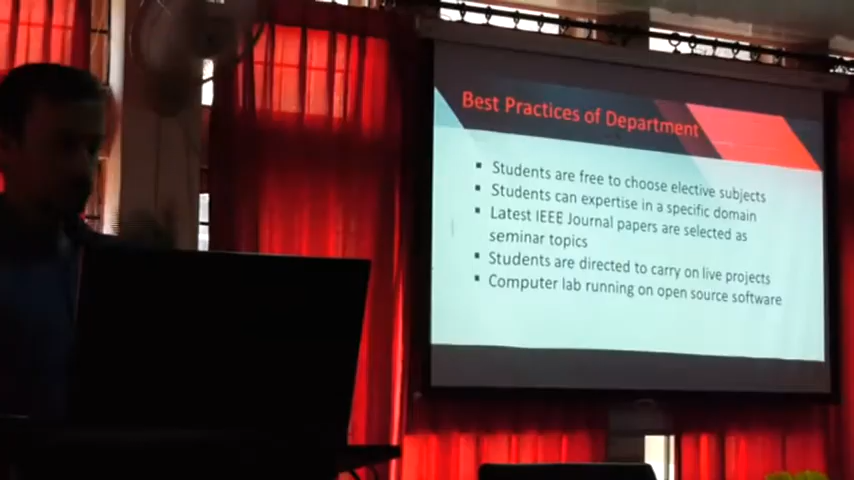 Best Practices of Department
▪ Students are free to choose elective subjects
▪ Students can expertise in a specific domain
▪ Latest IEEE Journal papers are selected as
seminar topics
▪ Students are directed to carry on live projects
▪ Computer lab running on open source software